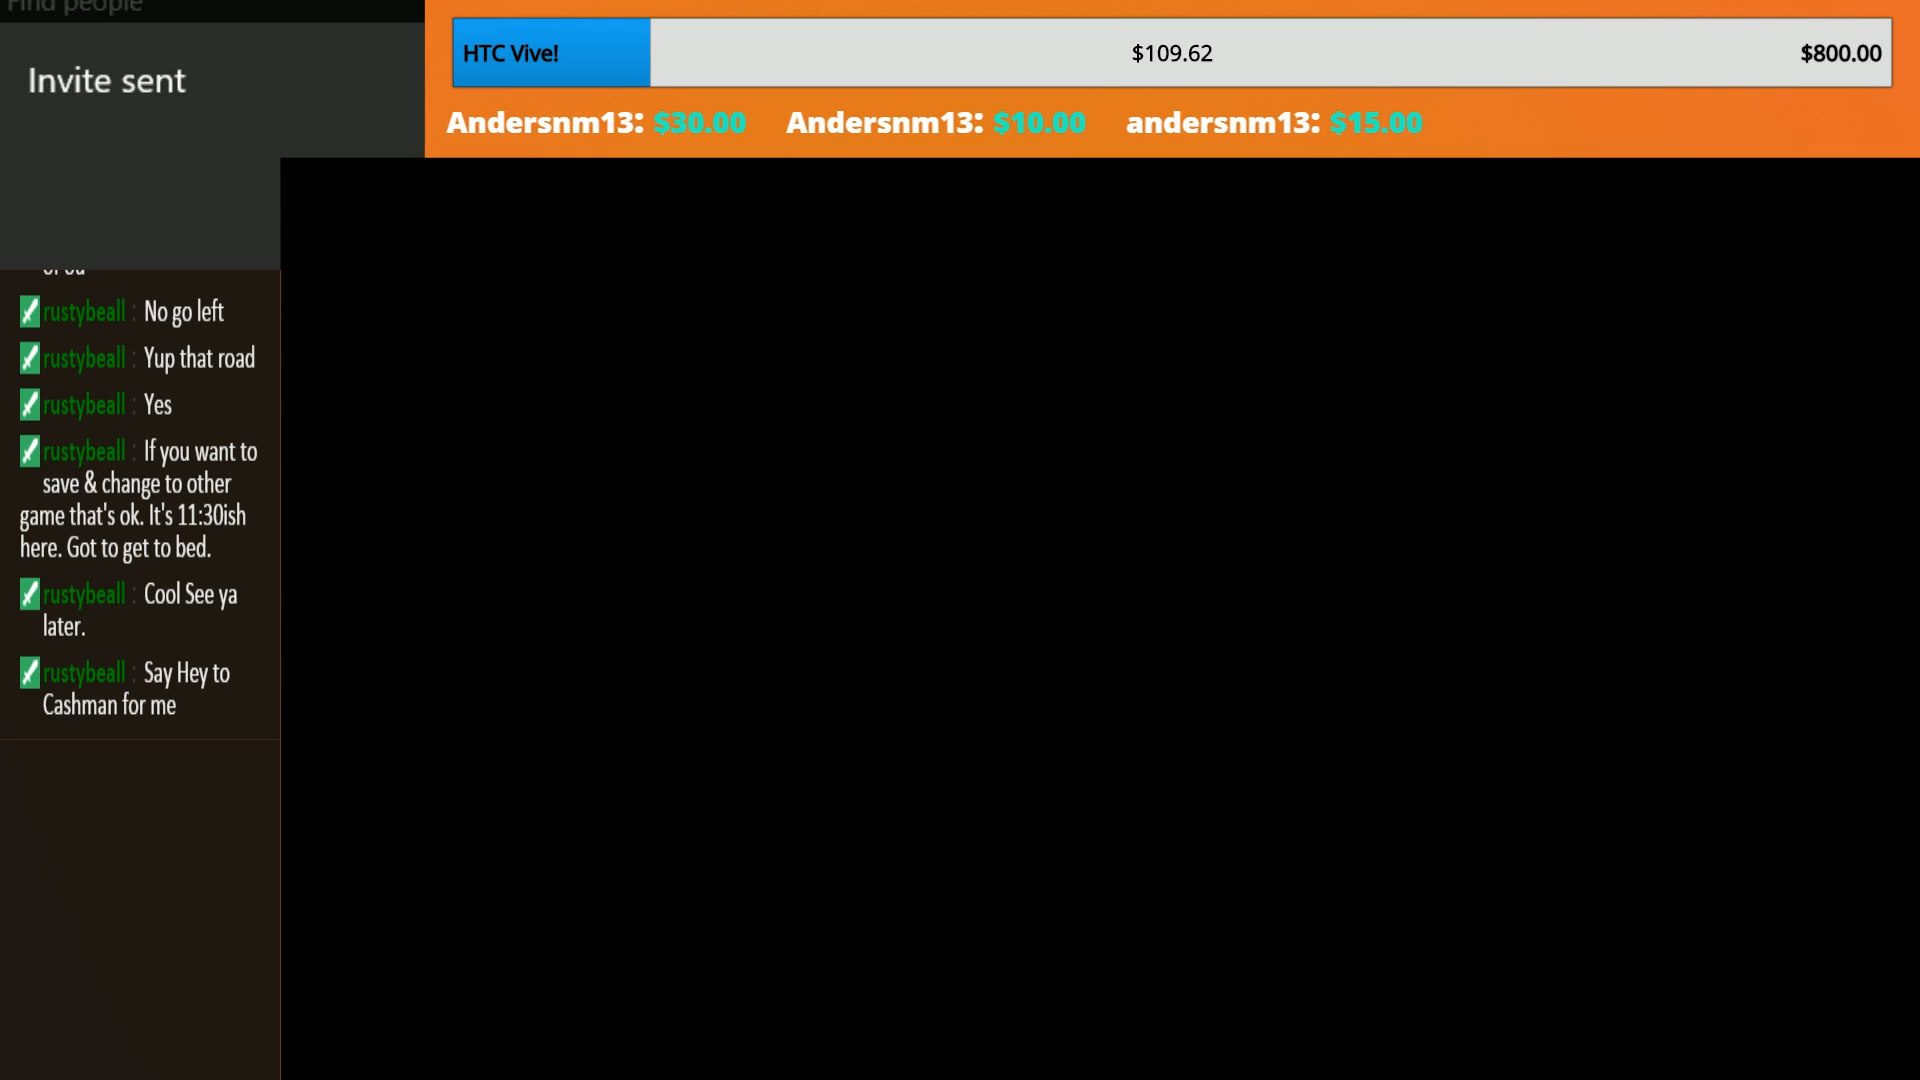 Find people
Invite sent
HTC Vive! $109.62 $800.00
Andersnm13: $30.00 Andersnm13: $10.00 andersnm13: $15.00
rustybeall : No go left
rustybeall : Yup that road
rustybeall : Yes
rustybeall : If you want to
save & change to other
game that's ok. It's 11:30ish
here. Got to get to bed.
rustybeall : Cool See ya
later.
rustybeall : Say Hey to
Cashman for me